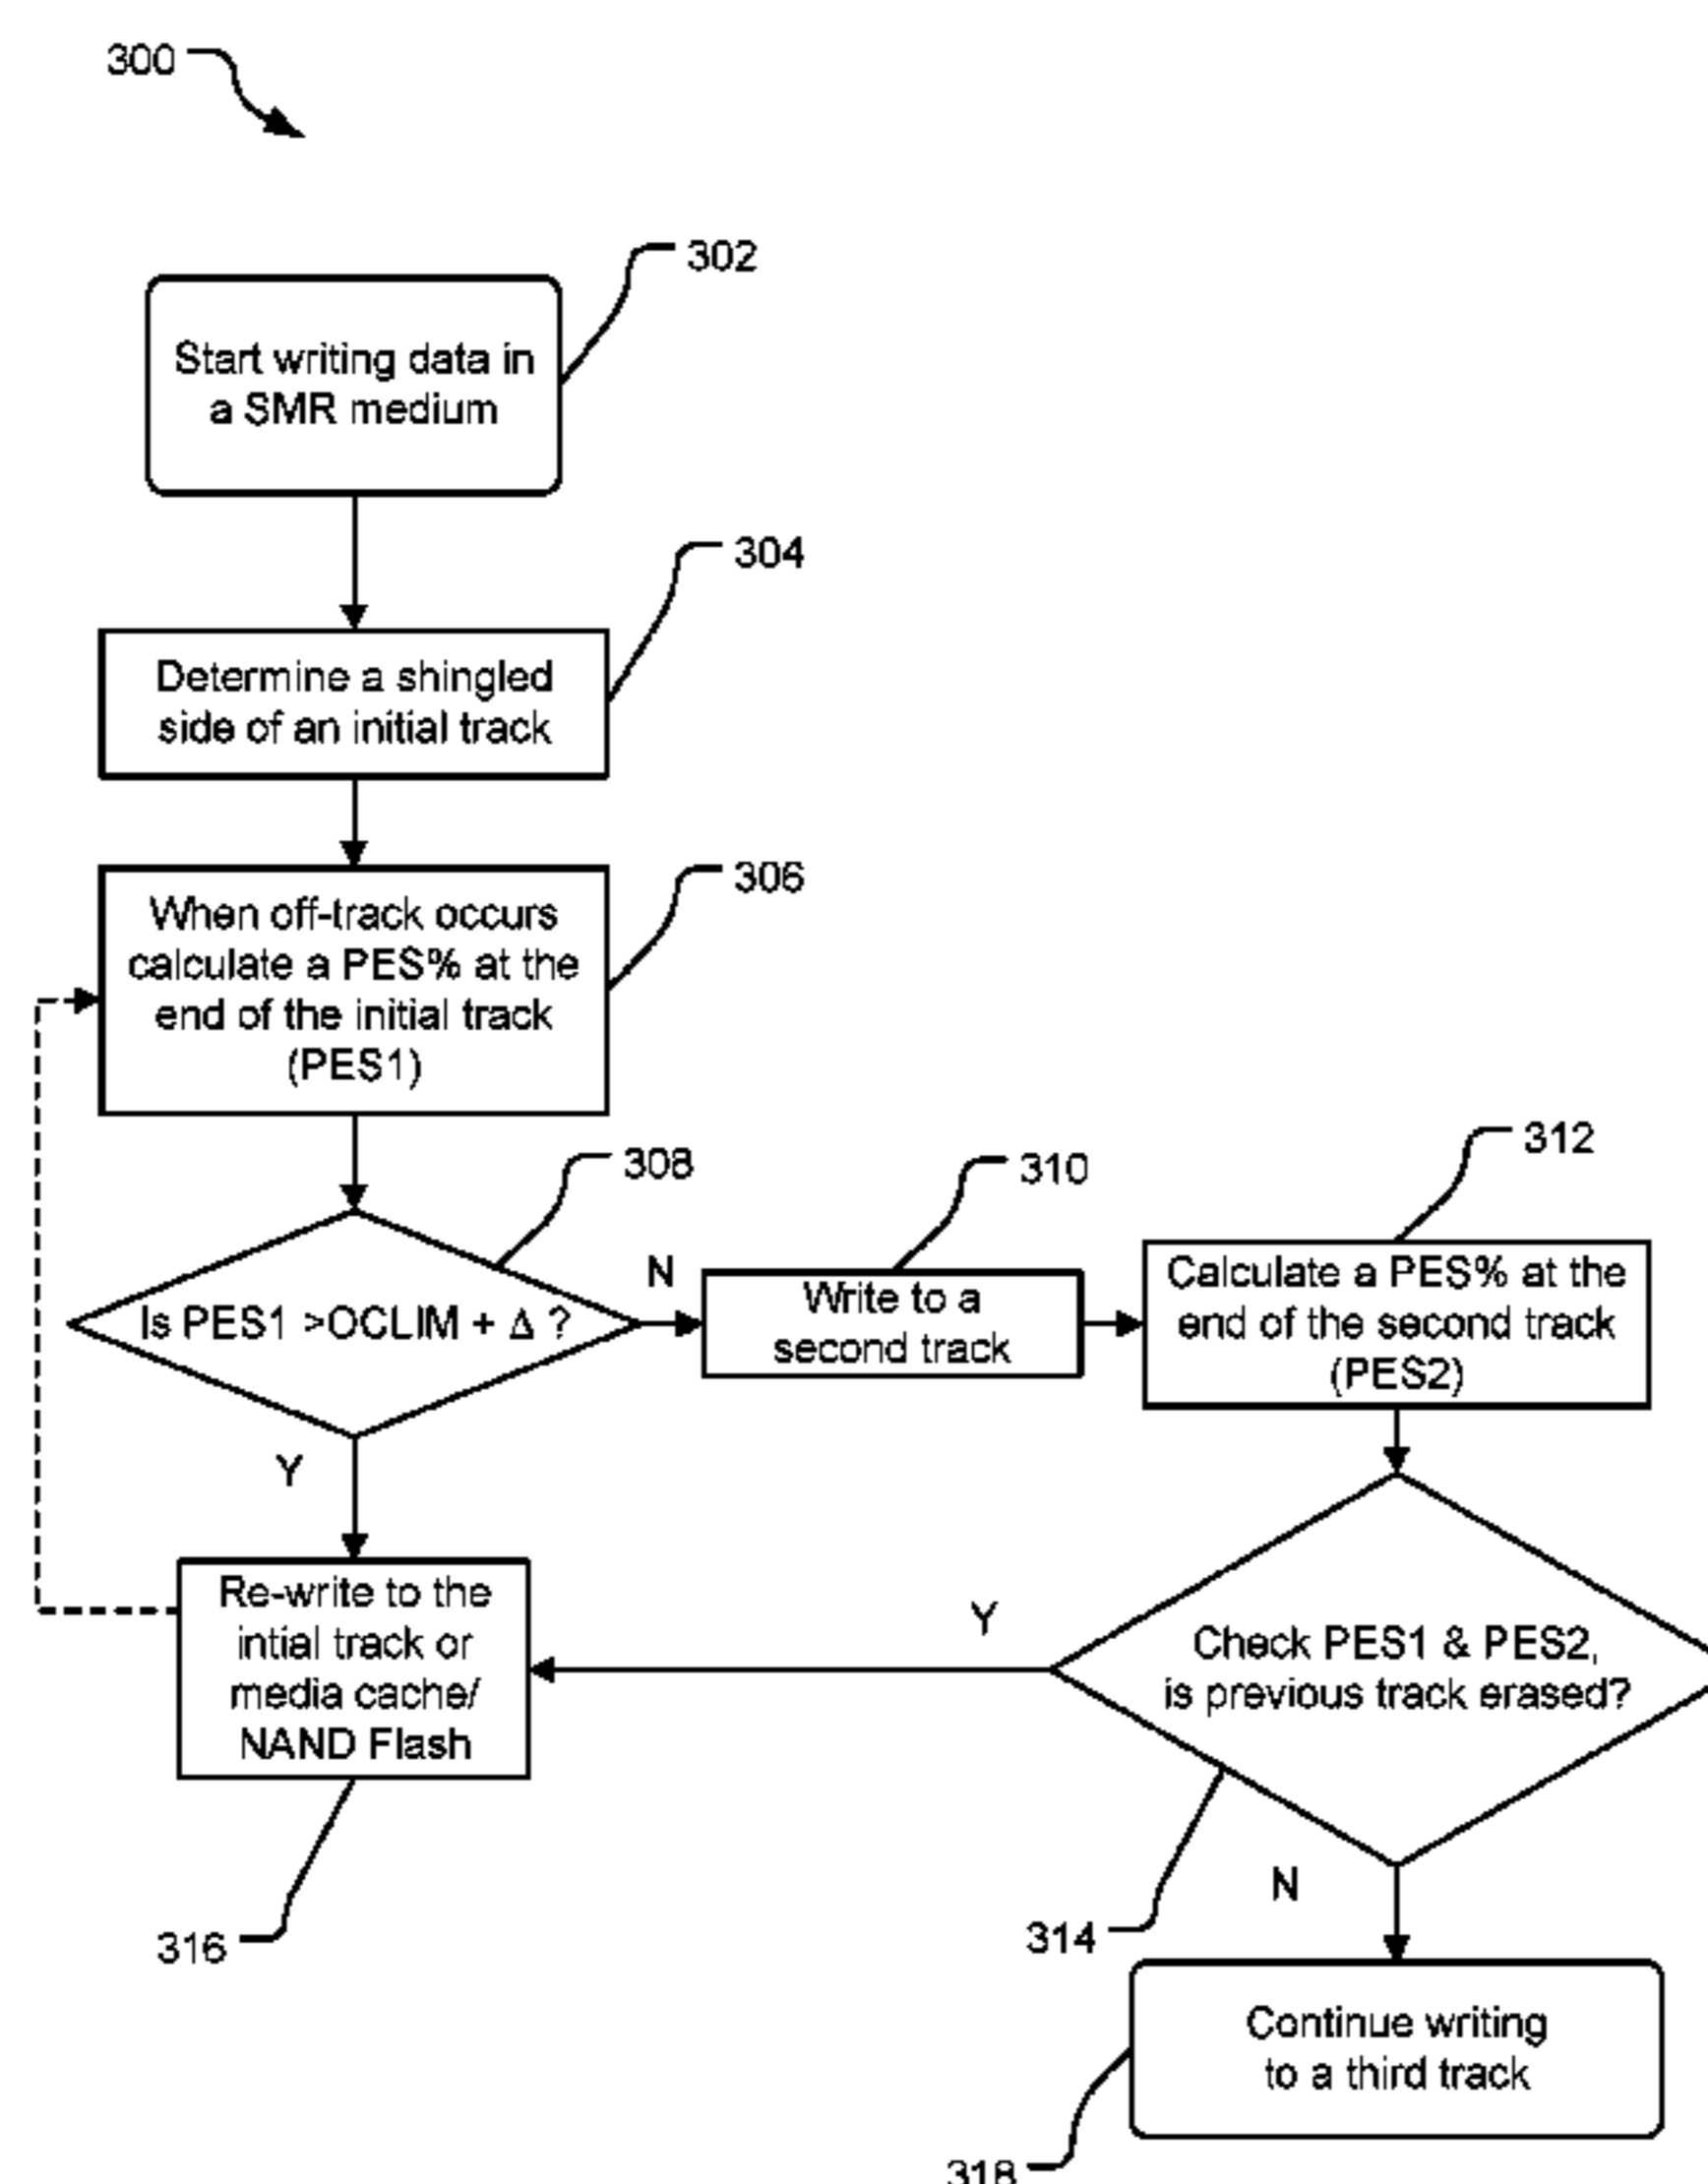 300
302
Start writing data in
a SMR medium
304
Determine a shingled
side of an initial track
306
When off-track occurs
calculate a PES% at the
end of the initial track
(PES1)
308
Is PES1 >OCLIM + Δ ?
N
310
Write to a
second track
312
Calculate a PES% at the
end of the second track
(PES2)
Y
Re-write to the
intial track or
media cache/
NAND Flash
316
Y
Check PES1 & PES2,
is previous track erased?
314
N
Continue writing
to a third track
318